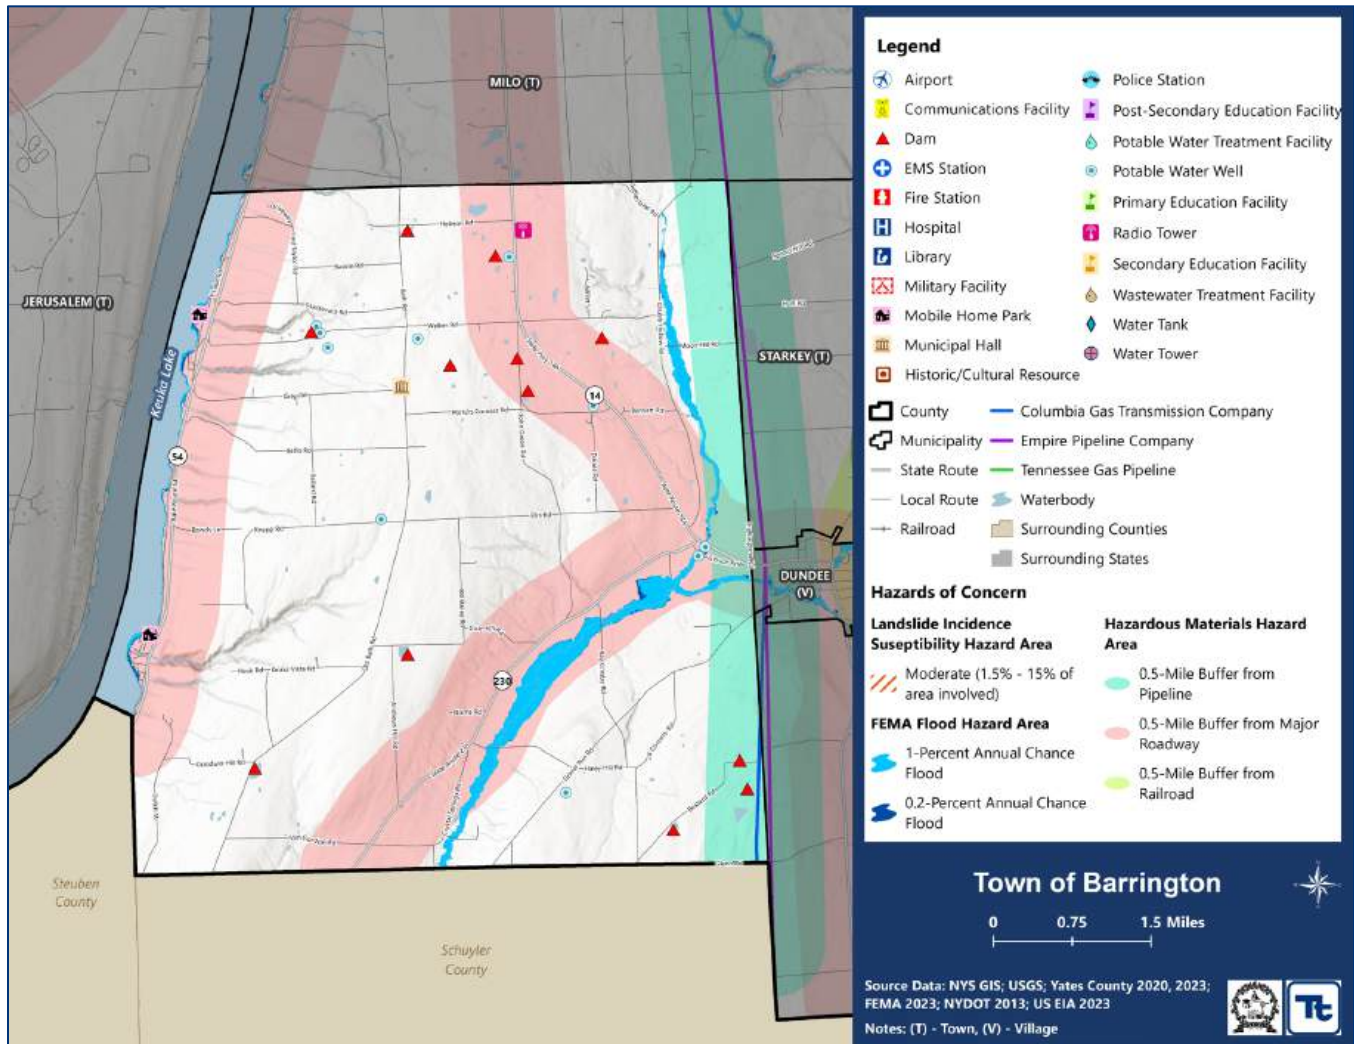 MILO (T)
JERUSALEM (T)
Keuka Lake
STARKEY (T)
DUNDEE
(V)
54
14
230
Steuben
County
Schuyler
County
Legend
Airport
Communications Facility
Dam
EMS Station
Fire Station
Hospital
Library
Military Facility
Mobile Home Park
Municipal Hall
Historic/Cultural Resource
Police Station
Post-Secondary Education Facility
Potable Water Treatment Facility
Potable Water Well
Primary Education Facility
Radio Tower
Secondary Education Facility
Wastewater Treatment Facility
Water Tank
Water Tower
County
Municipality
State Route
Local Route
Railroad
Columbia Gas Transmission Company
Empire Pipeline Company
Tennessee Gas Pipeline
Waterbody
Surrounding Counties
Surrounding States
Hazards of Concern
Landslide Incidence
Suseptibility Hazard Area
Moderate (1.5% - 15% of
area involved)
FEMA Flood Hazard Area
1-Percent Annual Chance
Flood
0.2-Percent Annual Chance
Flood
Hazardous Materials Hazard
Area
0.5-Mile Buffer from
Pipeline
0.5-Mile Buffer from Major
Roadway
0.5-Mile Buffer from
Railroad
Town of Barrington
0 0.75 1.5 Miles
Source Data: NYS GIS; USGS; Yates County 2020, 2023;
FEMA 2023; NYDOT 2013; US EIA 2023
Notes: (T) - Town, (V) - Village
Tt